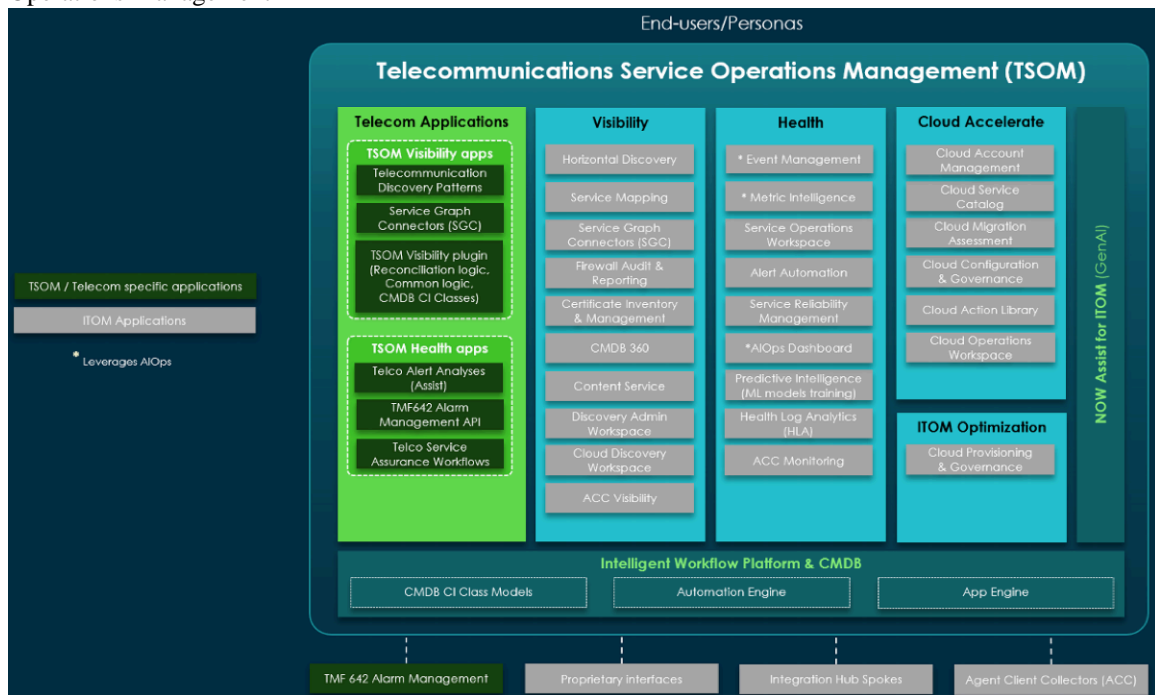 End-users/Personas
Telecommunications Service Operations Management (TSOM)
Telecom Applications
TSOM Visibility apps
Telecommunication
Discovery Patterns
Service Graph
Connectors (SGC)
TSOM Visibility plugin
(Reconciliation logic,
Common logic,
CMDB CI Classes)
TSOM Health apps
Telco Alert Analyses
(Assist)
TMF642 Alarm
Management API
Telco Service
Assurance Workflows
Visibility
Horizontal Discovery
Service Mapping
Service Graph
Connectors (SGC)
Firewall Audit &
Reporting
Certificate Inventory
& Management
CMDB 360
Content Service
Discovery Admin
Workspace
Cloud Discovery
Workspace
ACC Visibility
Health
* Event Management
* Metric Intelligence
Service Operations
Workspace
Alert Automation
Service Reliability
Management
*AIOps Dashboard
Predictive Intelligence
(ML models training)
Health Log Analytics
(HLA)
ACC Monitoring
Cloud Accelerate
Cloud Account
Management
Cloud Service
Catalog
Cloud Migration
Assessment
Cloud Configuration
& Governance
Cloud Action Library
Cloud Operations
Workspace
ITOM Optimization
Cloud Provisioning
& Governance
NOW Assist for ITOM (GenAI)
TSOM / Telecom specific applications
ITOM Applications
* Leverages AIOps
Intelligent Workflow Platform & CMDB
CMDB CI Class Models
Automation Engine
App Engine
TMF 642 Alarm Management
Proprietary interfaces
Integration Hub Spokes
Agent Client Collectors (ACC)